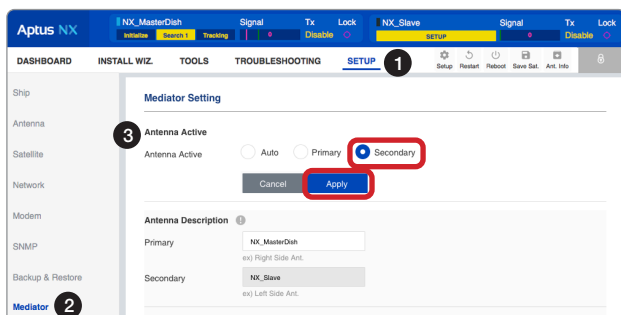 Aptus NX
NX_MasterDish Signal Tx Lock
Initialize Search 1 Tracking 0 Disable
NX_Slave Signal Tx Lock
SETUP 0 Disable
DASHBOARD INSTALL WIZ. TOOLS TROUBLESHOOTING SETUP 1
Setup Restart Reboot Save Sat. Ant. Info
Ship
Antenna
Satellite
Network
Modem
SNMP
Backup & Restore
Mediator 2
Mediator Setting
3 Antenna Active
Antenna Active Auto Primary Secondary
Cancel Apply
Antenna Description
Primary NX_MasterDish
ex) Right Side Ant.
Secondary NX_Slave
ex) Left Side Ant.